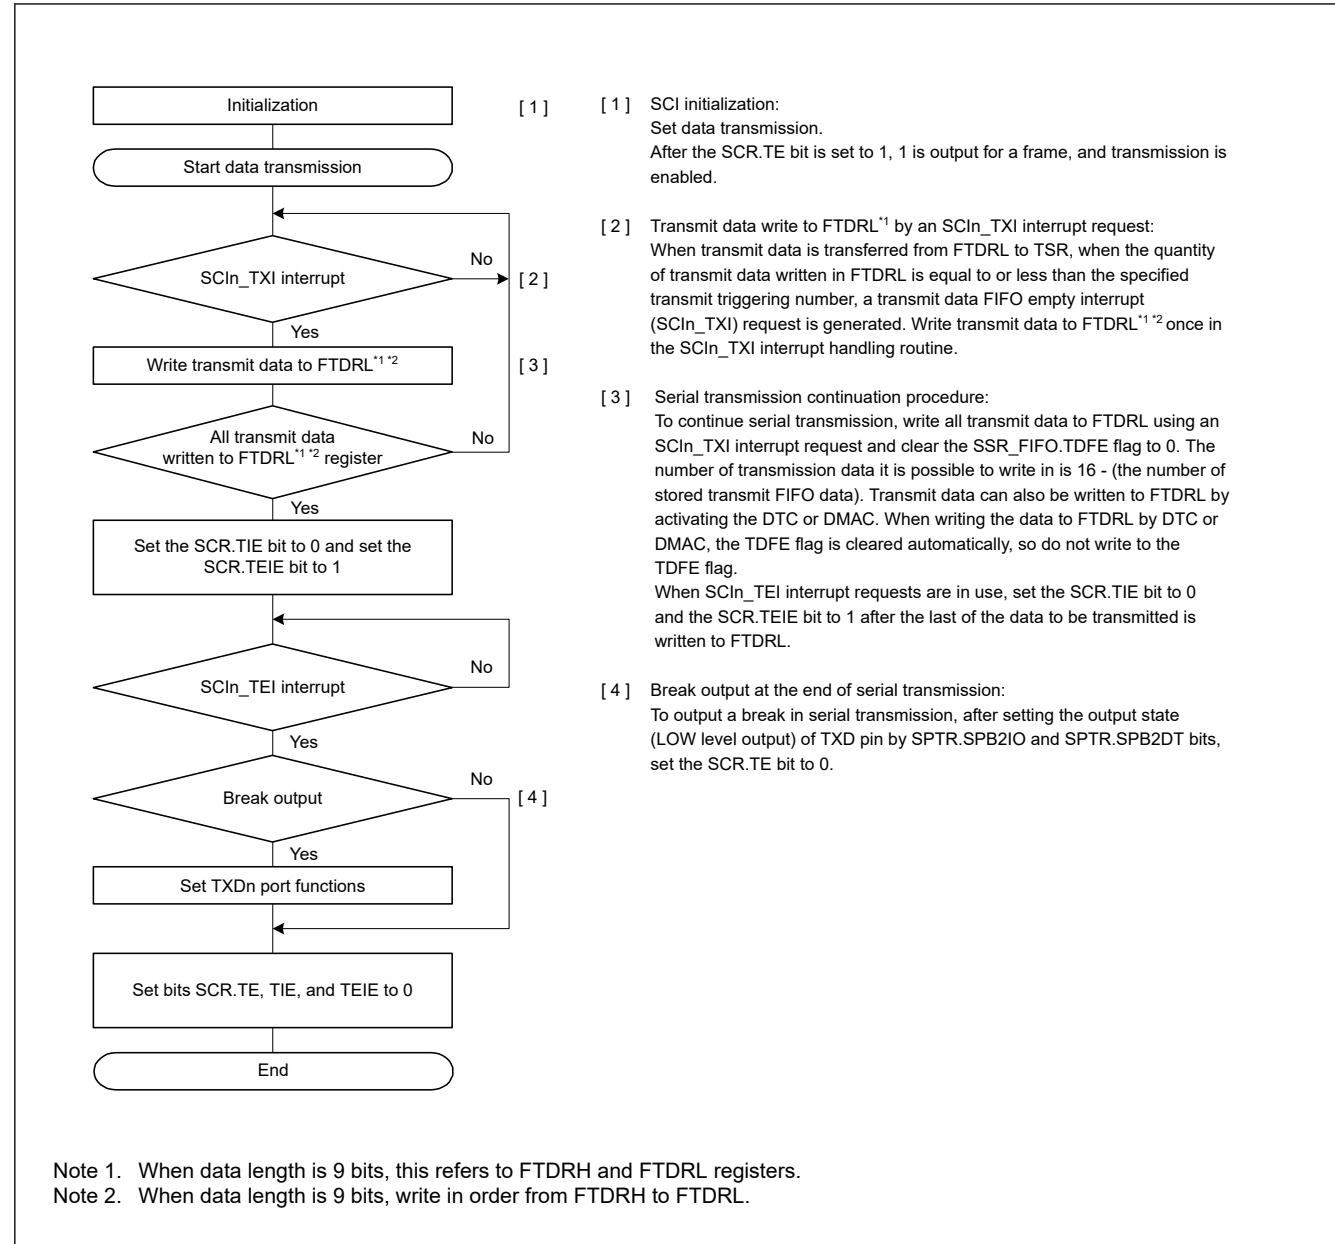 Initialization
[ 1 ]
Start data transmission
SCIn_TXI interrupt
No
[ 2 ]
Yes
Write transmit data to FTDRL*1 *2
[ 3 ]
All transmit data
written to FTDRL*1 *2 register
No
Yes
Set the SCR.TIE bit to 0 and set the
SCR.TEIE bit to 1
SCIn_TEI interrupt
No
Yes
Break output
No
[ 4 ]
Yes
Set TXDn port functions
Set bits SCR.TE, TIE, and TEIE to 0
End
[ 1 ] SCI initialization:
Set data transmission.
After the SCR.TE bit is set to 1, 1 is output for a frame, and transmission is
enabled.
[ 2 ] Transmit data write to FTDRL*1 by an SCIn_TXI interrupt request:
When transmit data is transferred from FTDRL to TSR, when the quantity
of transmit data written in FTDRL is equal to or less than the specified
transmit triggering number, a transmit data FIFO empty interrupt
(SCIn_TXI) request is generated. Write transmit data to FTDRL*1 *2 once in
the SCIn_TXI interrupt handling routine.
[ 3 ] Serial transmission continuation procedure:
To continue serial transmission, write all transmit data to FTDRL using an
SCIn_TXI interrupt request and clear the SSR_FIFO.TDFE flag to 0. The
number of transmission data it is possible to write in is 16 - (the number of
stored transmit FIFO data). Transmit data can also be written to FTDRL by
activating the DTC or DMAC. When writing the data to FTDRL by DTC or
DMAC, the TDFE flag is cleared automatically, so do not write to the
TDFE flag.
When SCIn_TEI interrupt requests are in use, set the SCR.TIE bit to 0
and the SCR.TEIE bit to 1 after the last of the data to be transmitted is
written to FTDRL.
[ 4 ] Break output at the end of serial transmission:
To output a break in serial transmission, after setting the output state
(LOW level output) of TXD pin by SPTR.SPB2IO and SPTR.SPB2DT bits,
set the SCR.TE bit to 0.
Note 1. When data length is 9 bits, this refers to FTDRH and FTDRL registers.
Note 2. When data length is 9 bits, write in order from FTDRH to FTDRL.